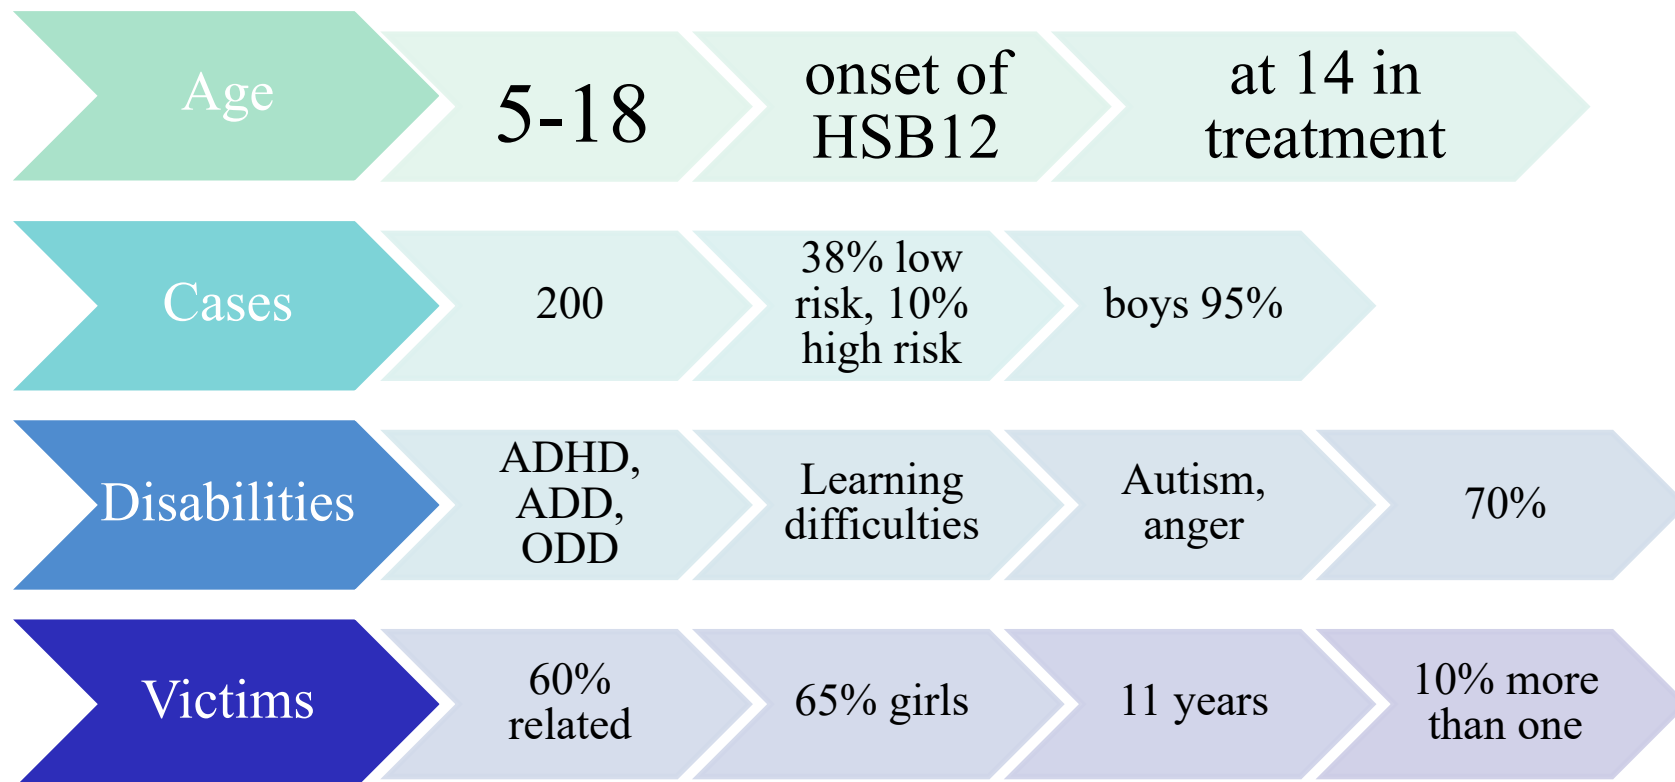 Age
5-18
onset of
HSB12
at 14 in
treatment
Cases
200
38% low
risk, 10%
high risk
boys 95%
Disabilities
ADHD,
ADD,
ODD
Learning
difficulties
Autism,
anger
70%
Victims
60%
related
65% girls
11 years
10% more
than one